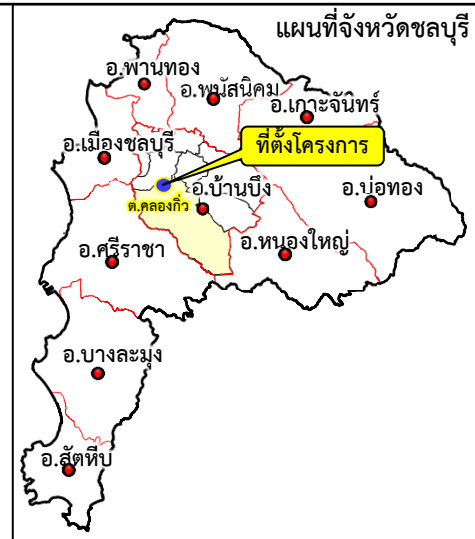 แผนที่จังหวัดชลบุรี
อ.พานทอง
อ.พนัสนิคม
อ.เกาะจันทร์
อ.เมืองชลบุรี
ที่ตั้งโครงการ
ต.คลองกิ่ว
อ.บ้านบึง
อ.บ่อทอง
อ.ศรีราชา
อ.หนองใหญ่
อ.บางละมุง
อ.สัตหีบ